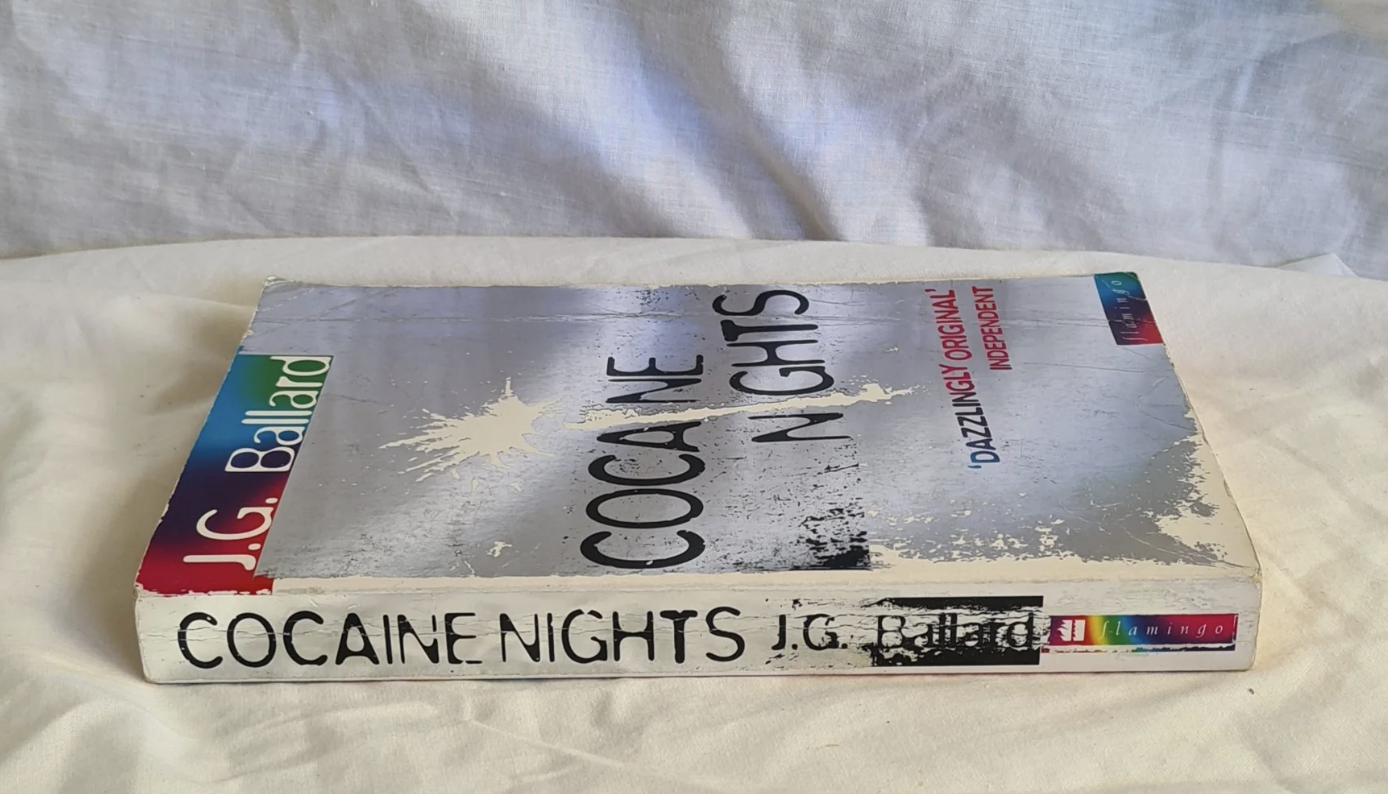 J.G. Ballard
COCAINE
NIGHTS
'DAZZLINGLY ORIGINAL'
INDEPENDENT
flamingo
COCAINE NIGHTS J.G. Ballard flamingo